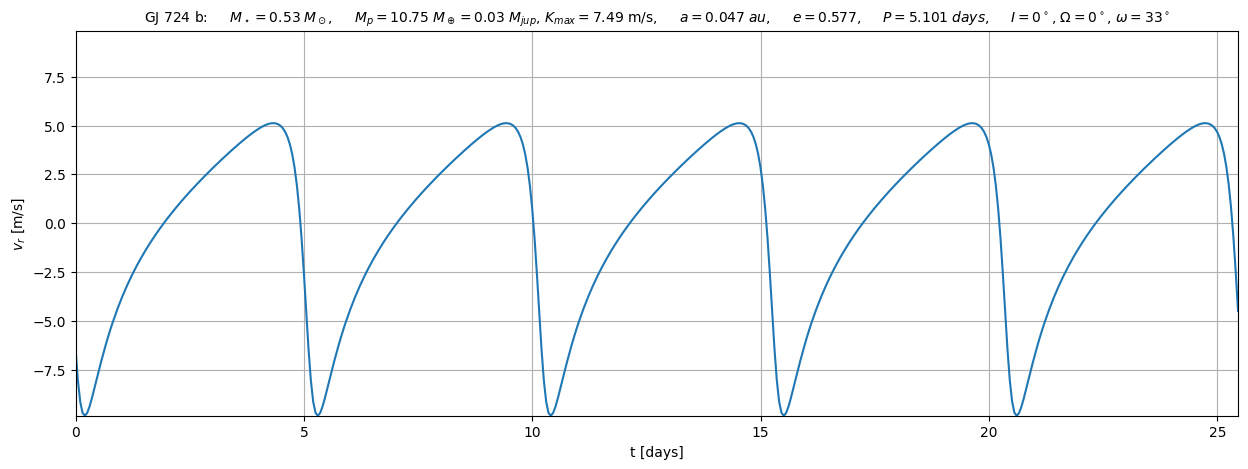 GJ 724 b: M⋆ = 0.53 M⊙, Mp = 10.75 M⊕ = 0.03 Mjup, Kmax = 7.49 m/s, a = 0.047 au, e = 0.577, P = 5.101 days, I = 0°, Ω = 0°, ω = 33°
7.5
5.0
2.5
0.0
−2.5
−5.0
−7.5
vr [m/s]
0 5 10 15 20 25
t [days]